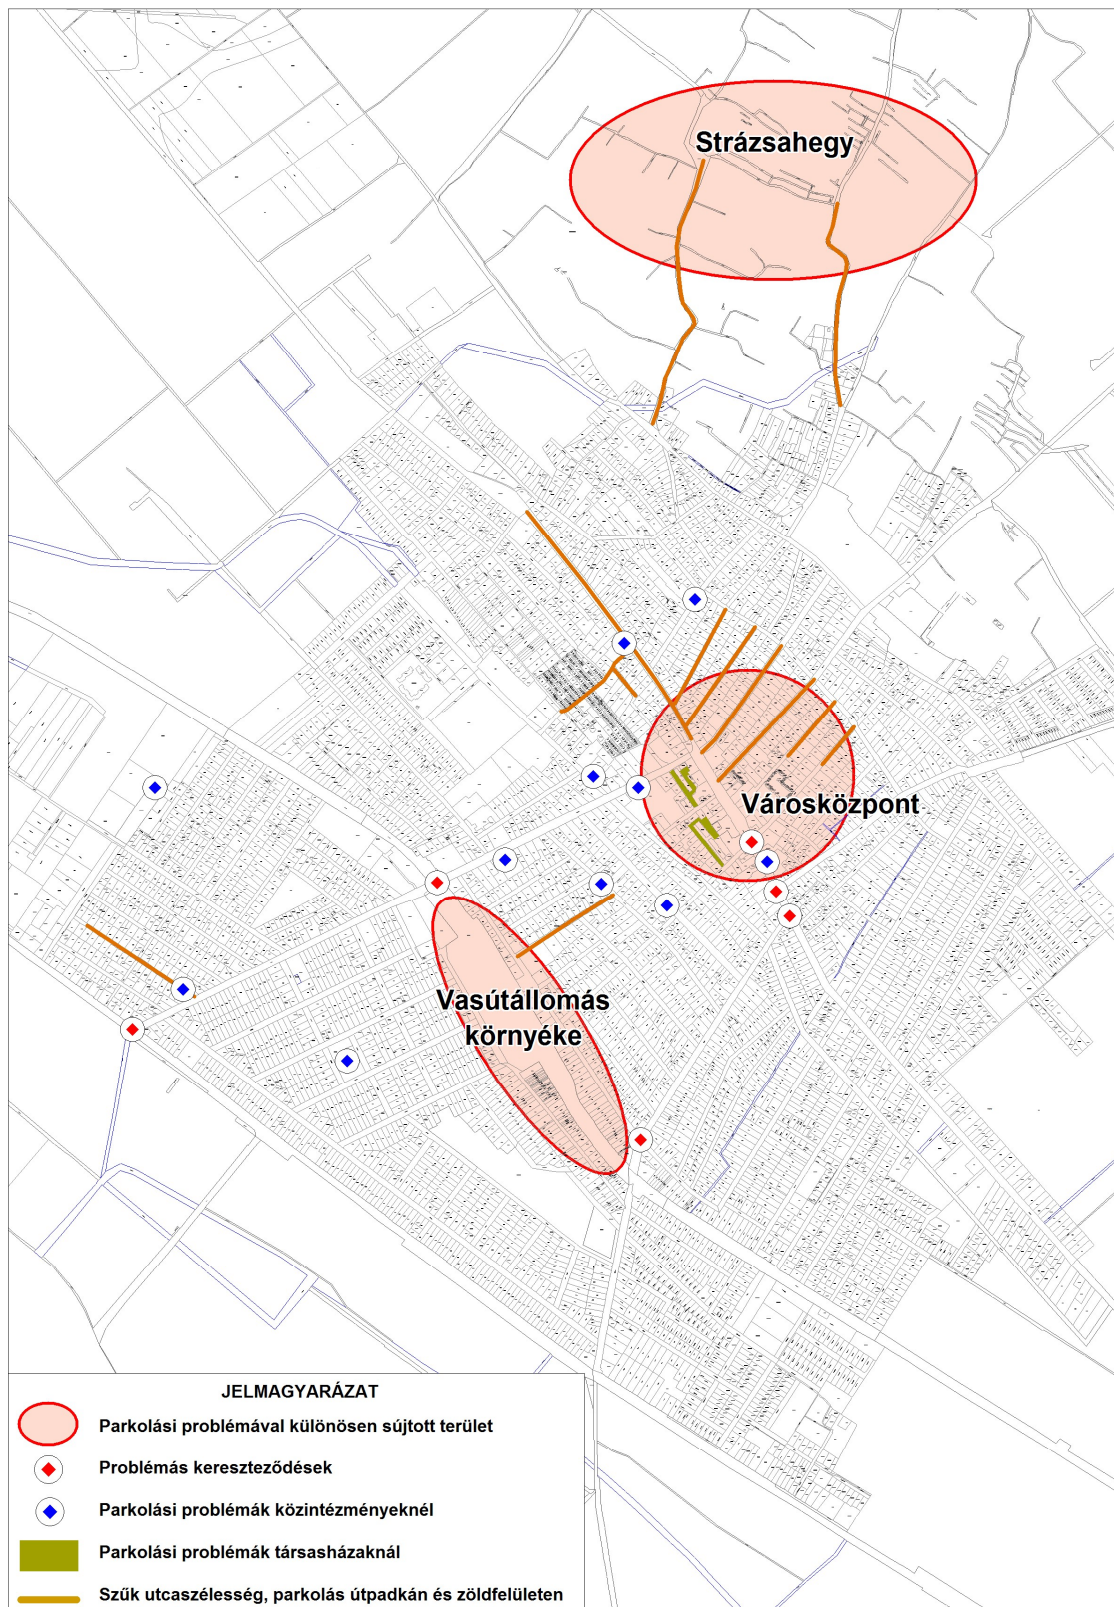 Strázsahegy
Városközpont
Vasútállomás
környéke
JELMAGYARÁZAT
Parkolási problémával különösen sújtott terület
Problémás kereszteződések
Parkolási problémák közintézményeknél
Parkolási problémák társasházaknál
Szűk utcaszélesség, parkolás útpadkán és zöldfelületen